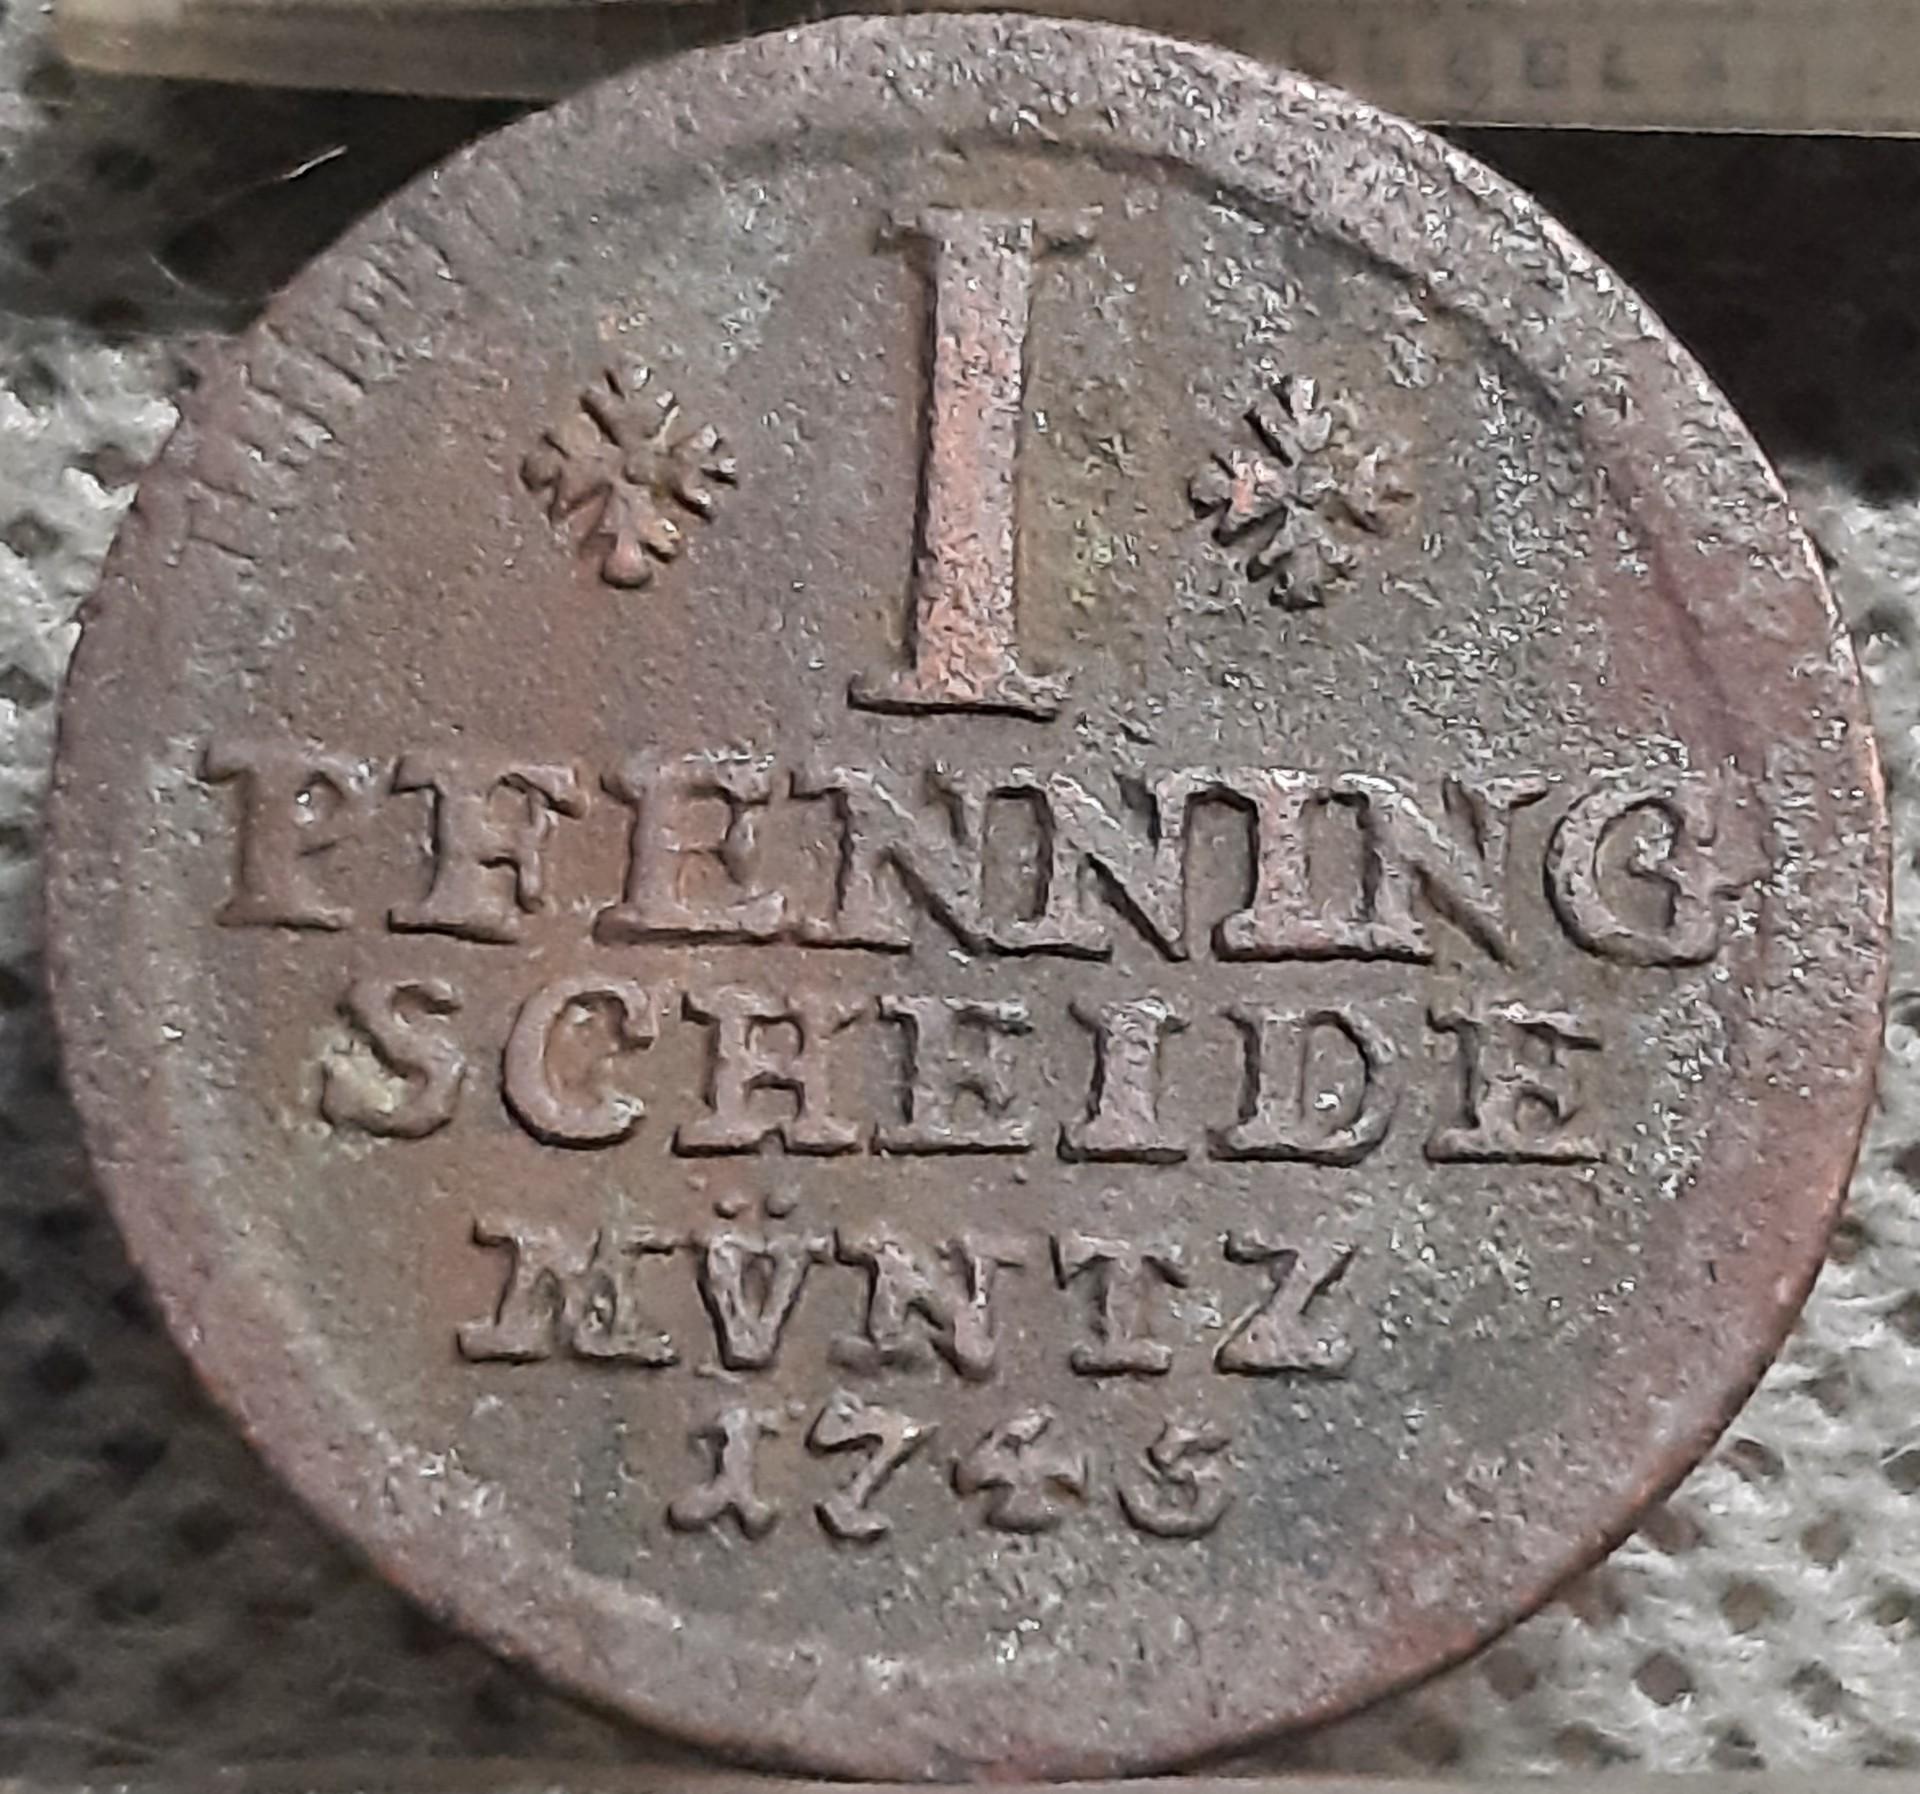 I
PFENNING
SCHEIDE
MÜNTZ
1745